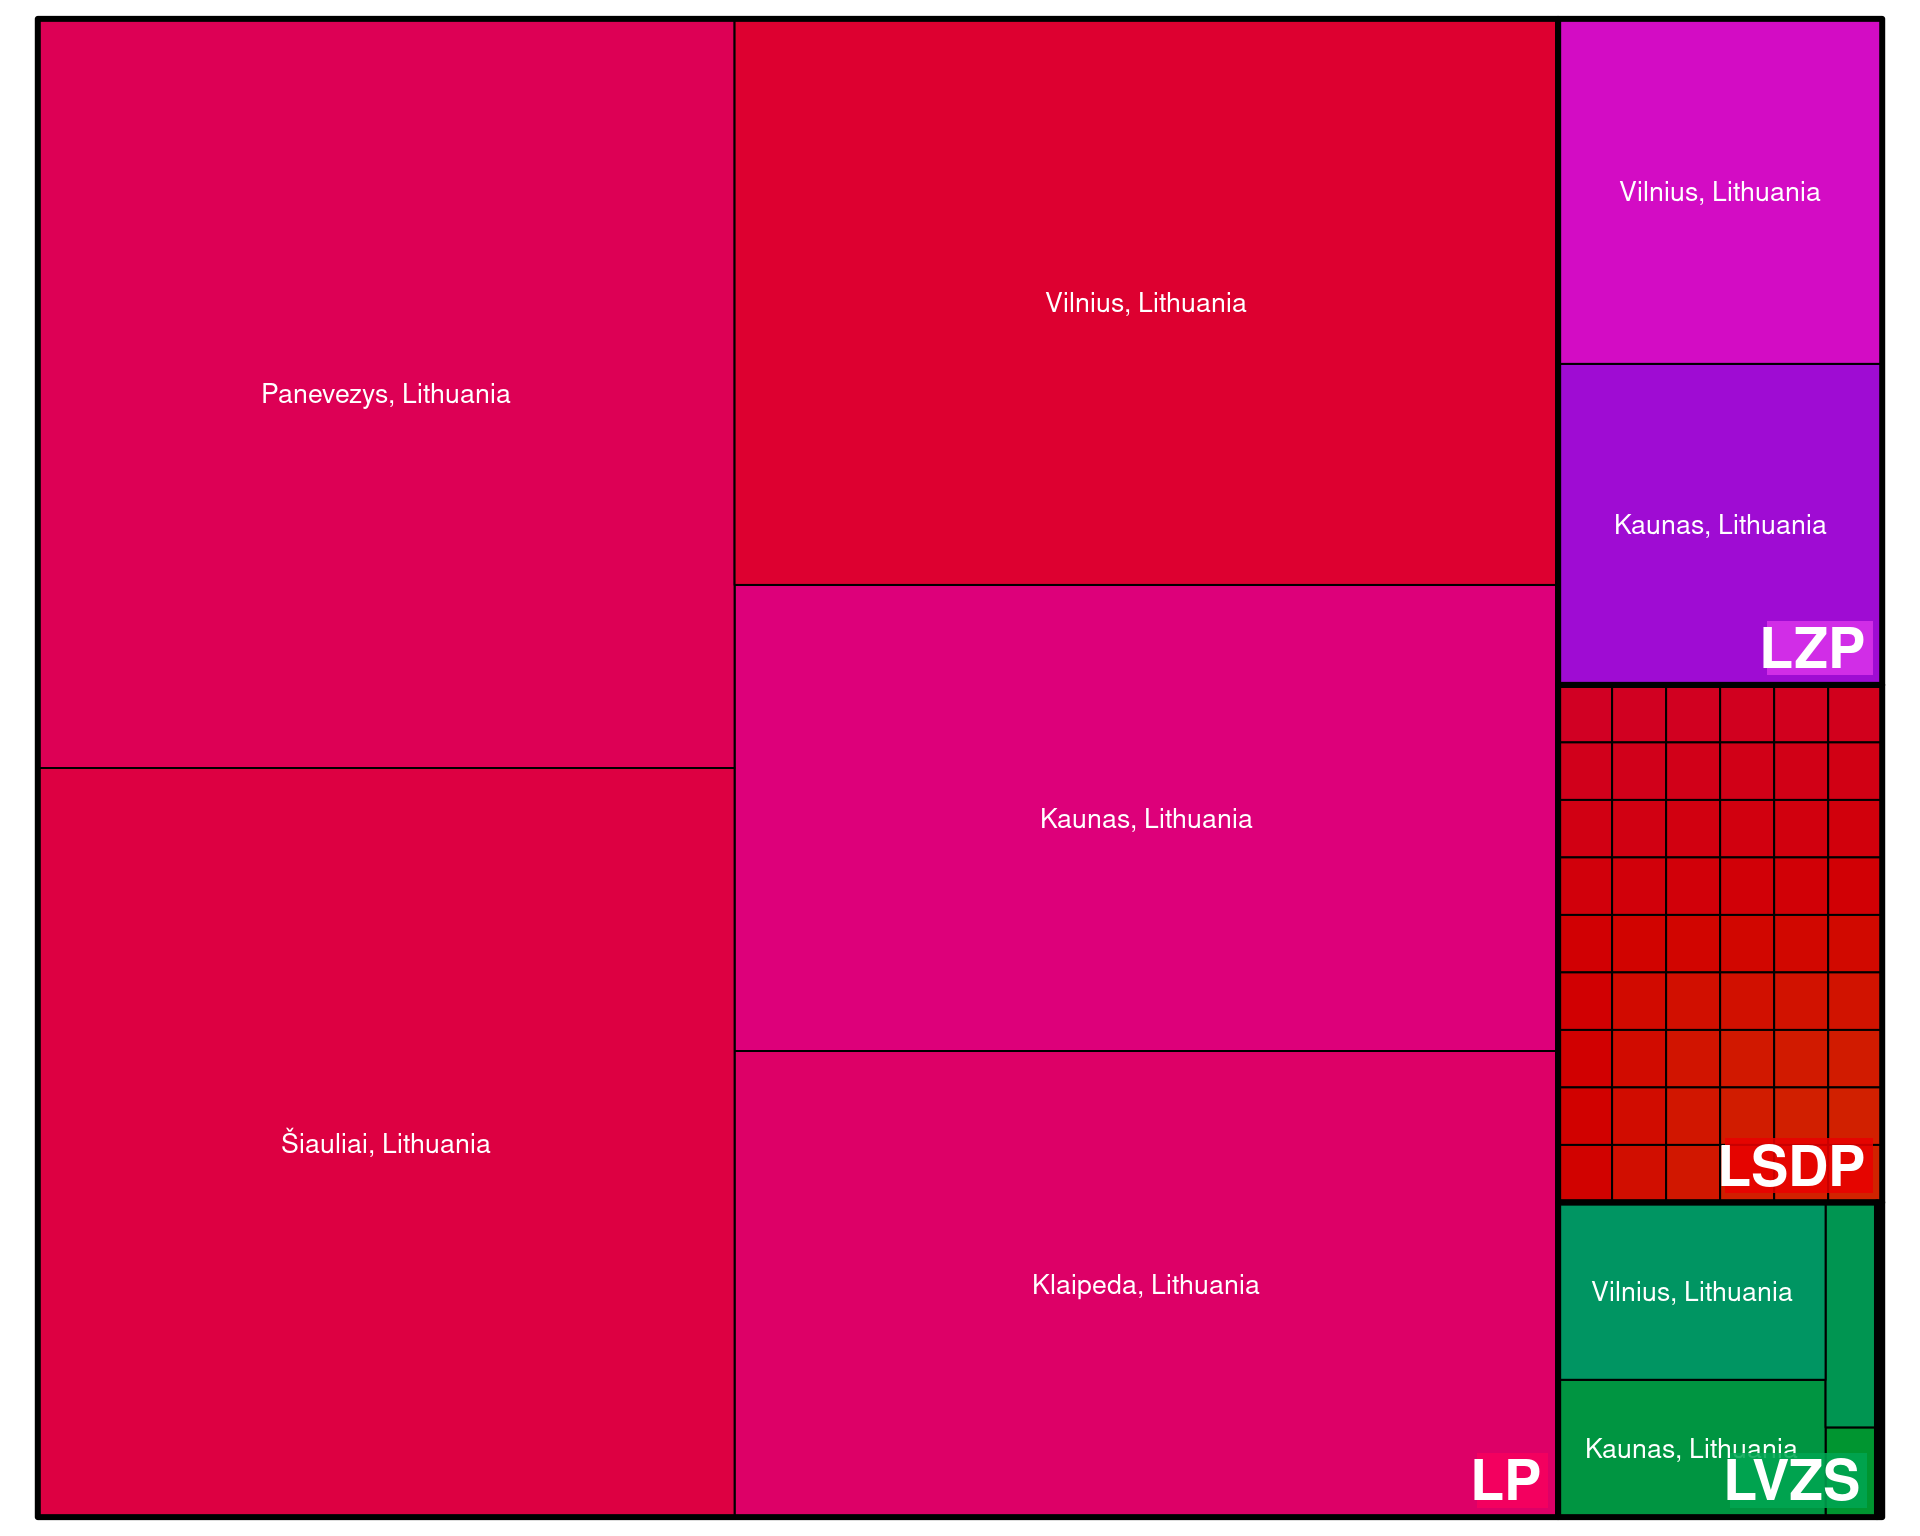 Panevezys, Lithuania
Šiauliai, Lithuania
Vilnius, Lithuania
Kaunas, Lithuania
Klaipeda, Lithuania
LP
Vilnius, Lithuania
Kaunas, Lithuania
LZP
LSDP
Vilnius, Lithuania
Kaunas, Lithuania
LVZS